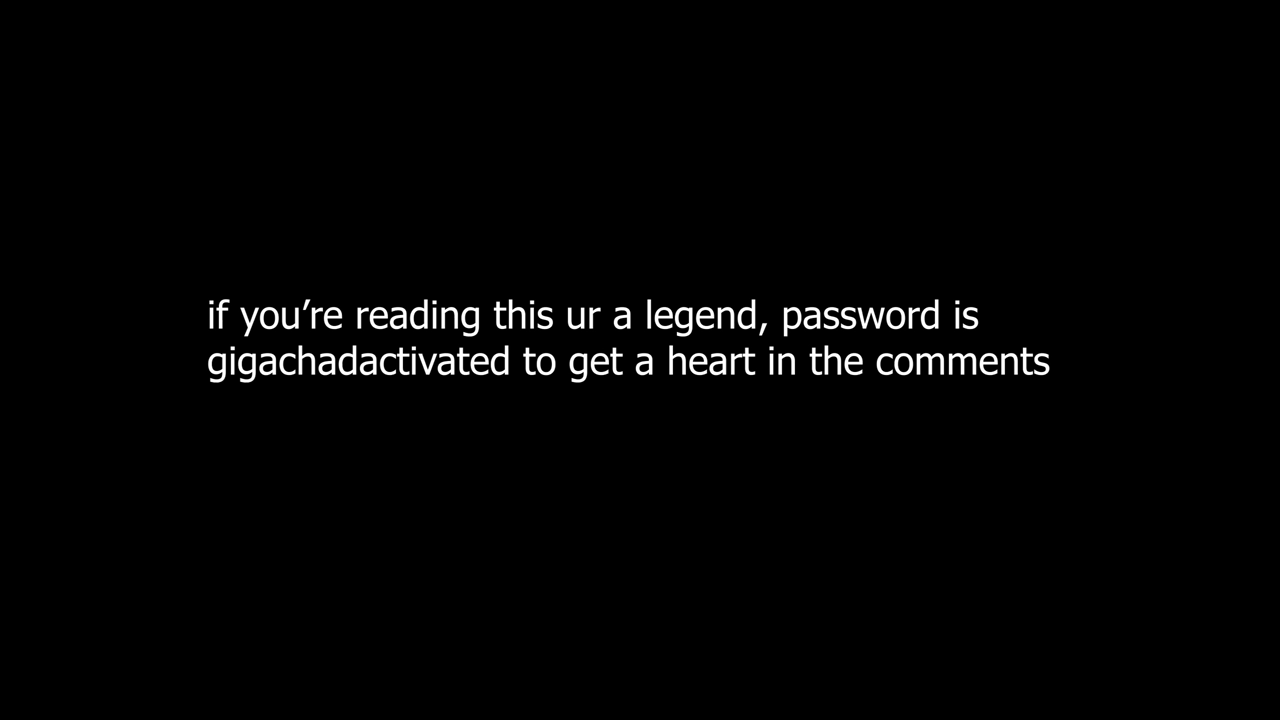 if you’re reading this ur a legend, password is
gigachadactivated to get a heart in the comments